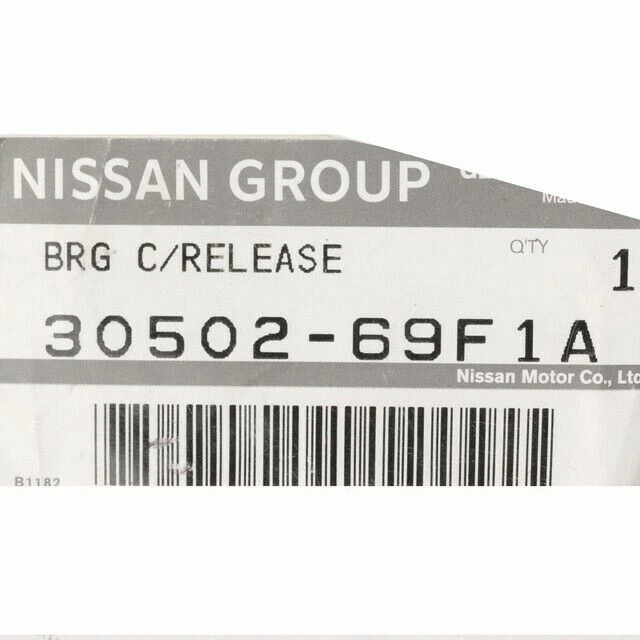 NISSAN GROUP
BRG C/RELEASE
Q'TY 1
30502-69F1A
Nissan Motor Co., Ltd
B1182